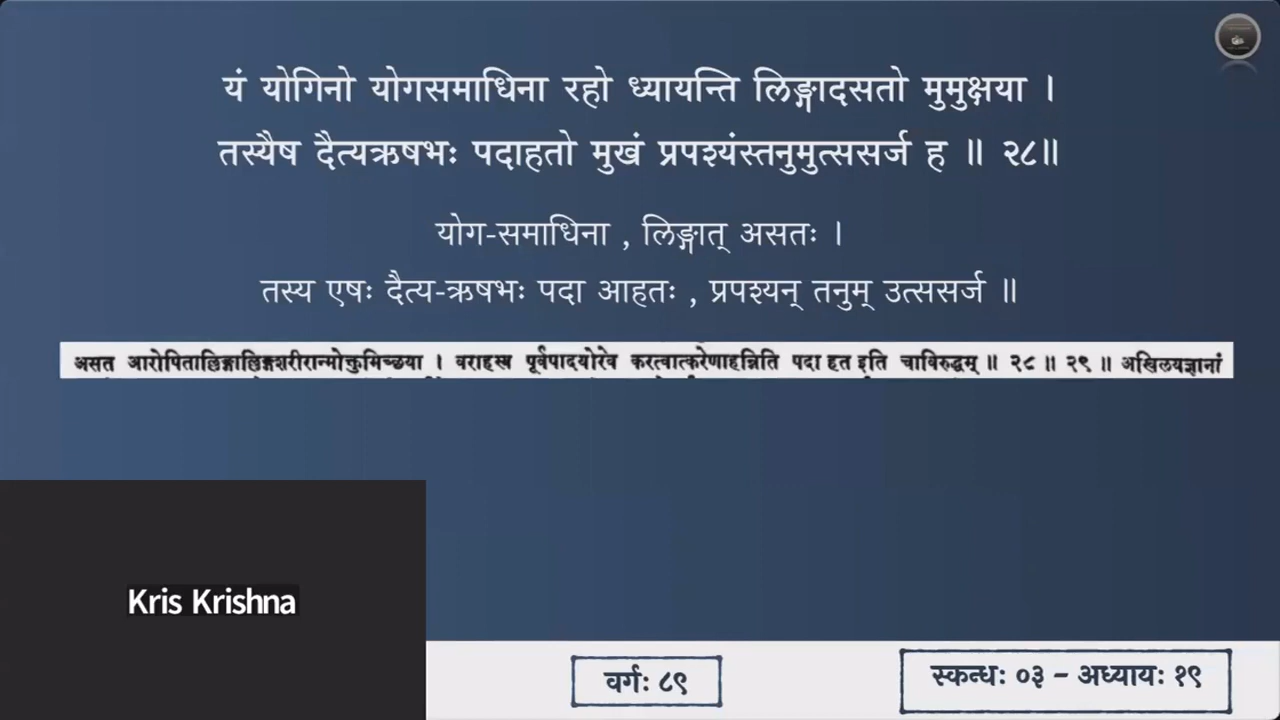 यं योगिनो योगसमाधिना रहो ध्यायन्ति लिङ्गादसतो मुमुक्षया ।
तस्यैष दैत्यऋषभः पदाहतो मुखं प्रपश्यंस्तनुमुत्ससर्ज ह ॥ २८॥
योग-समाधिना , लिङ्गात् असतः ।
तस्य एषः दैत्य-ऋषभः पदा आहतः , प्रपश्यन् तनुम् उत्ससर्ज ॥
असत आरोपिताल्लिङ्गाल्लिङ्गशरीरान्मोक्तुमिच्छया । वराहस्य पूर्वपादयोरेव करत्वात्करेणाहन्निति पदा हत इति चाविरुद्धम् ॥ २८ ॥ २९ ॥ अखिलयज्ञानां
Kris Krishna
वर्गः ८९
स्कन्धः ०३ - अध्यायः १९